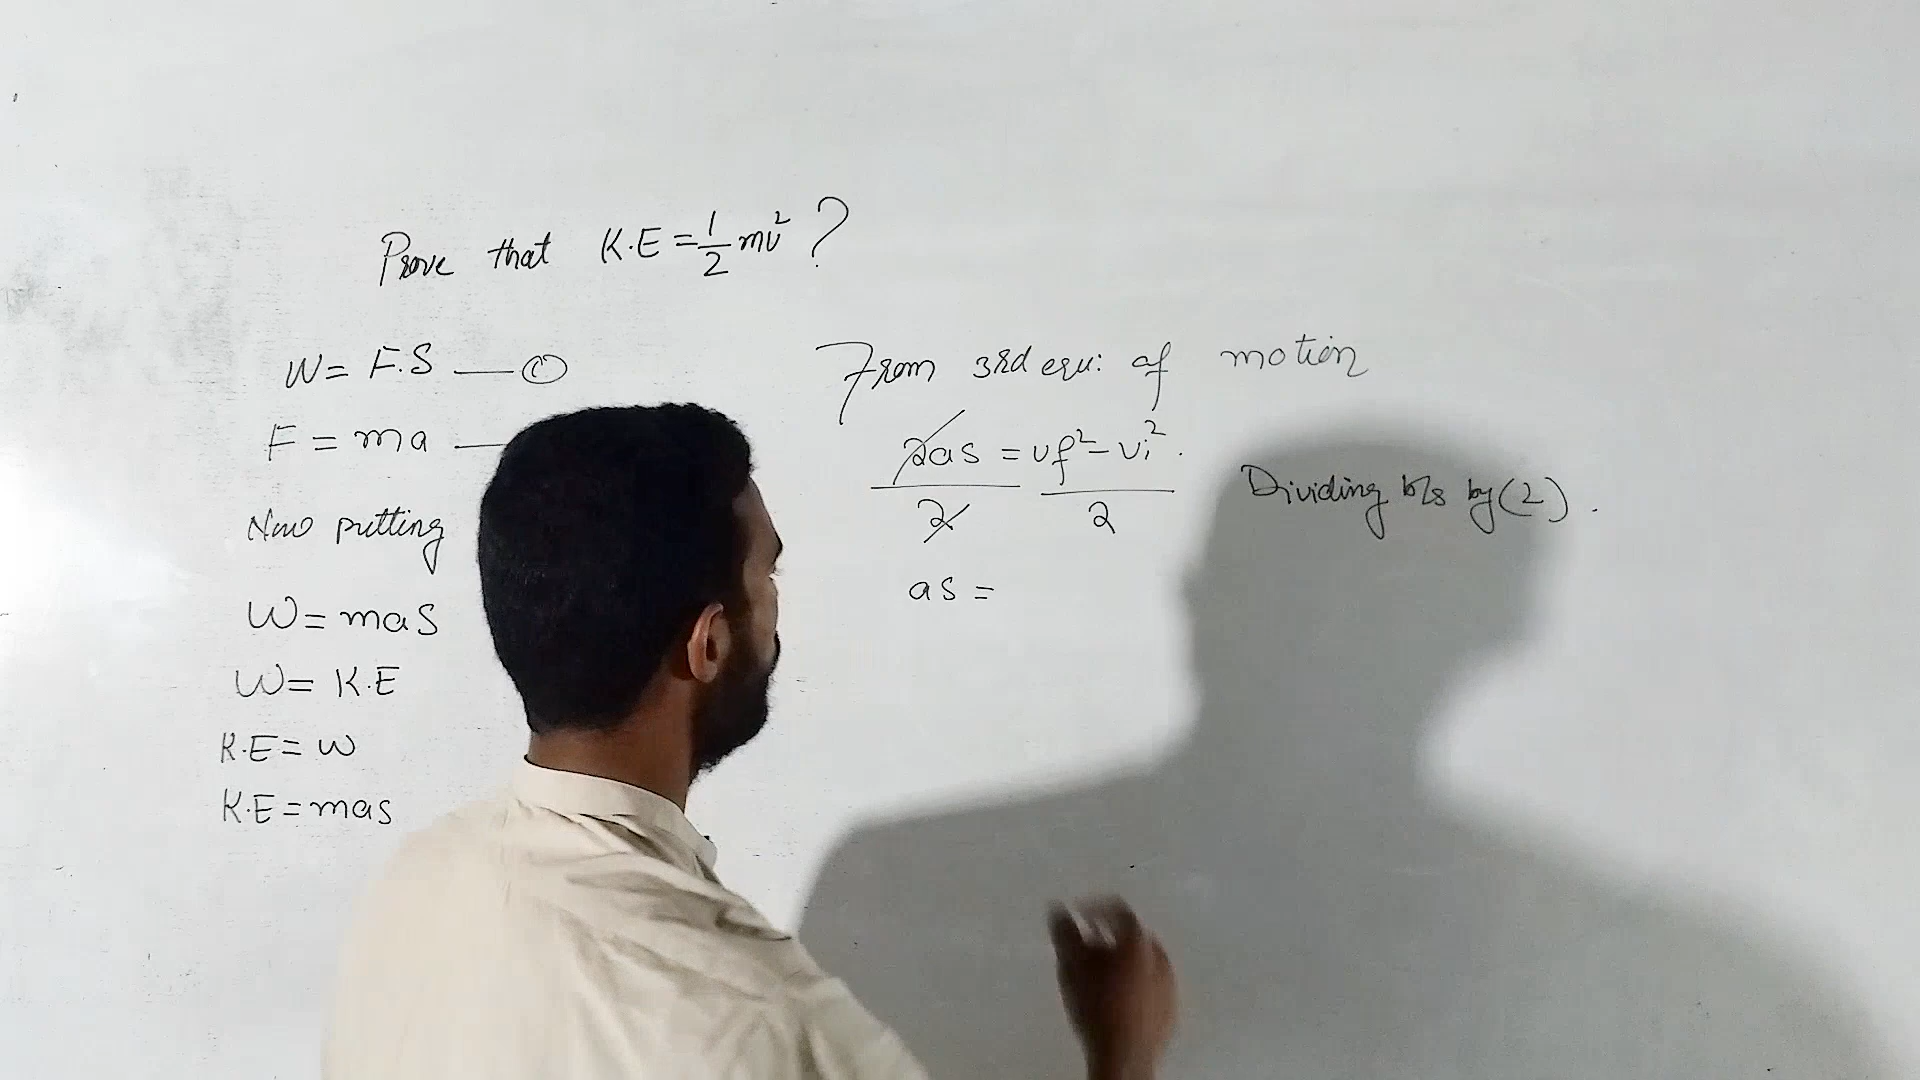 Prove that K.E = 1/2 mv² ?
W = F.S — ①
F = ma —
Now putting
W = maS
W = K.E
K.E = W
K.E = mas
From 3rd equ: of motion
2as/2 = vf² - vi²/2 . Dividing b/s by (2) .
as =